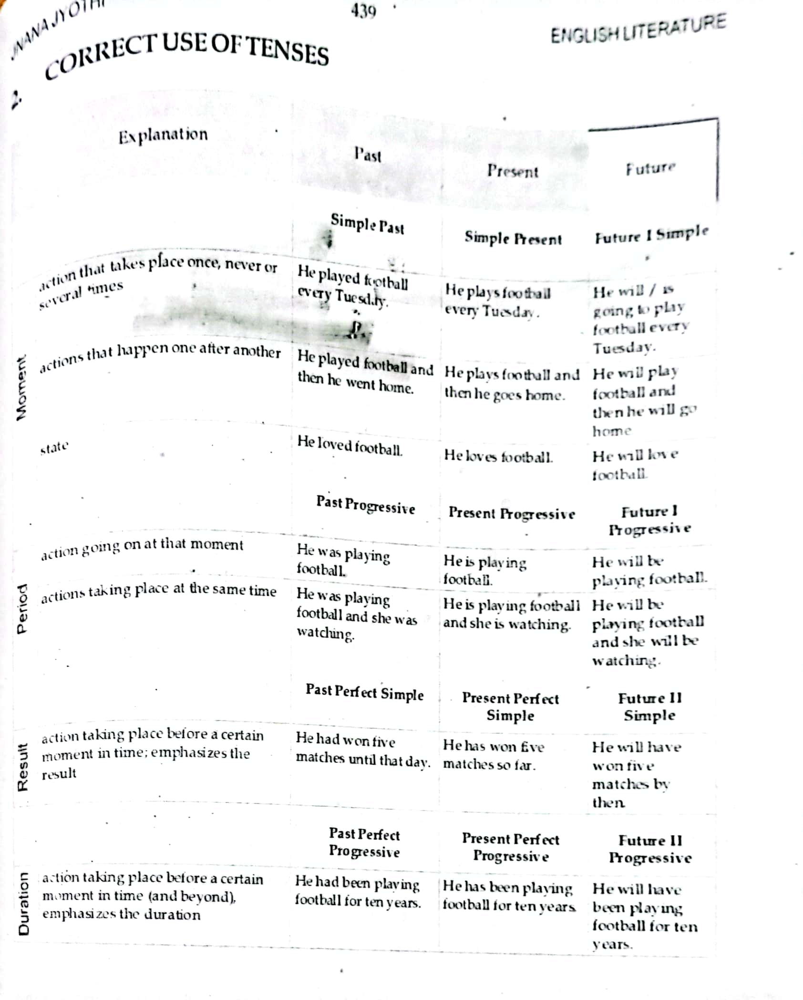 JNANA JYOTHI
439
ENGLISH LITERATURE
2. CORRECT USE OF TENSES
Explanation
Past
Present
Future
Simple Past
Simple Present
Future I Simple
Moment
action that takes place once, never or
several times
He played football
every Tuesday.
He plays football
every Tuesday.
He will / is
going to play
football every
Tuesday.
actions that happen one after another
He played football and
then he went home.
He plays football and
then he goes home.
He will play
football and
then he will go
home
state
He loved football.
He loves football.
He will love
football.
Past Progressive
Present Progressive
Future I
Progressive
Period
action going on at that moment
He was playing
football.
He is playing
football.
He will be
playing football.
actions taking place at the same time
He was playing
football and she was
watching.
He is playing football
and she is watching.
He will be
playing football
and she will be
watching.
Past Perfect Simple
Present Perfect
Simple
Future II
Simple
Result
action taking place before a certain
moment in time; emphasizes the
result
He had won five
matches until that day.
He has won five
matches so far.
He will have
won five
matches by
then
Past Perfect
Progressive
Present Perfect
Progressive
Future II
Progressive
Duration
action taking place before a certain
moment in time (and beyond),
emphasizes the duration
He had been playing
football for ten years.
He has been playing
football for ten years
He will have
been playing
football for ten
years.